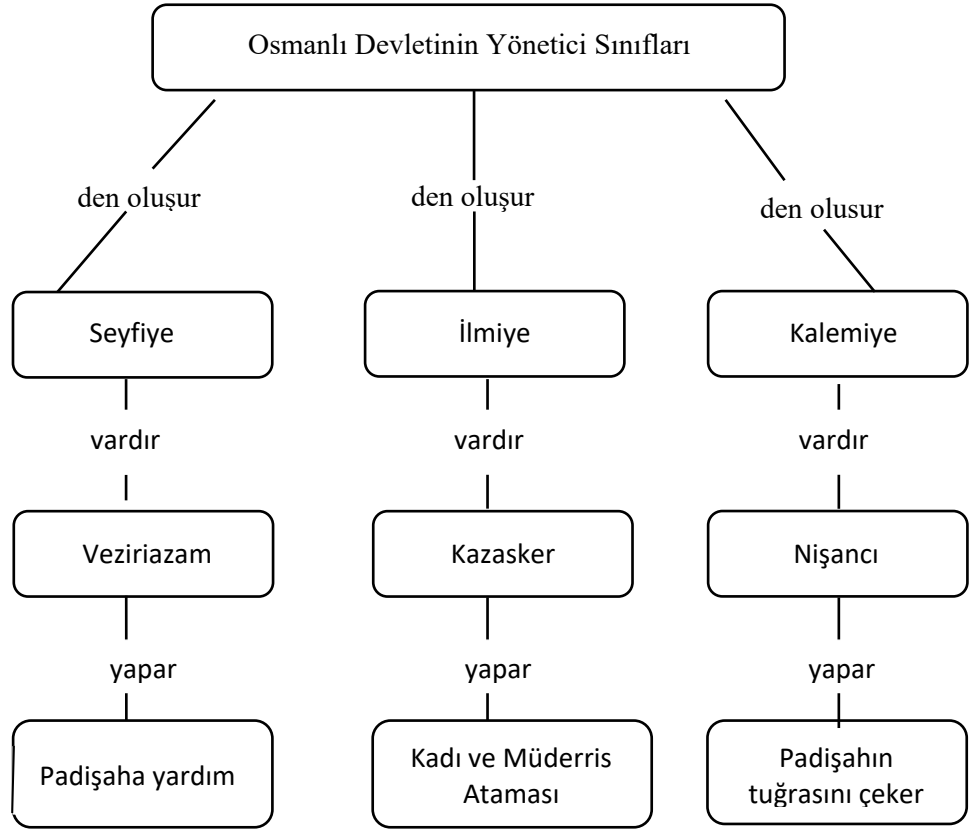 Osmanlı Devletinin Yönetici Sınıfları
den oluşur
den oluşur
den olusur
Seyfiye
İlmiye
Kalemiye
vardır
vardır
vardır
Veziriazam
Kazasker
Nişancı
yapar
yapar
yapar
Padişaha yardım
Kadı ve Müderris
Ataması
Padişahın
tuğrasını çeker